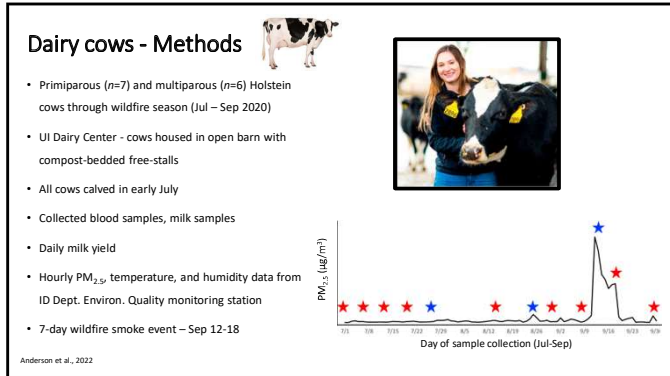 Dairy cows - Methods
• Primiparous (n=7) and multiparous (n=6) Holstein
cows through wildfire season (Jul – Sep 2020)
• UI Dairy Center - cows housed in open barn with
compost-bedded free-stalls
• All cows calved in early July
• Collected blood samples, milk samples
• Daily milk yield
• Hourly PM2.5, temperature, and humidity data from
ID Dept. Environ. Quality monitoring station
• 7-day wildfire smoke event – Sep 12-18
Anderson et al., 2022
PM2.5 (µg/m³)
7/1 7/8 7/15 7/22 7/29 8/5 8/12 8/19 8/26 9/2 9/9 9/16 9/23
Day of sample collection (Jul-Sep)